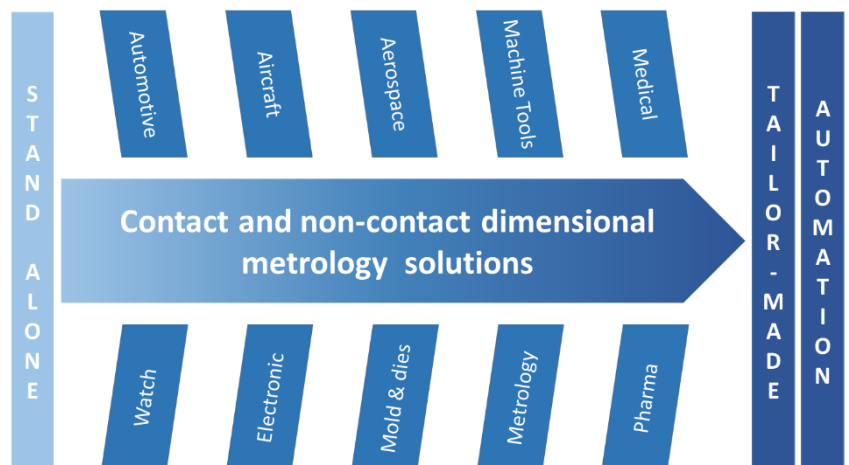 STAND ALONE
Automotive
Aircraft
Aerospace
Machine Tools
Medical
Contact and non-contact dimensional
metrology solutions
Watch
Electronic
Mold & dies
Metrology
Pharma
TAILOR-MADE
AUTOMATION